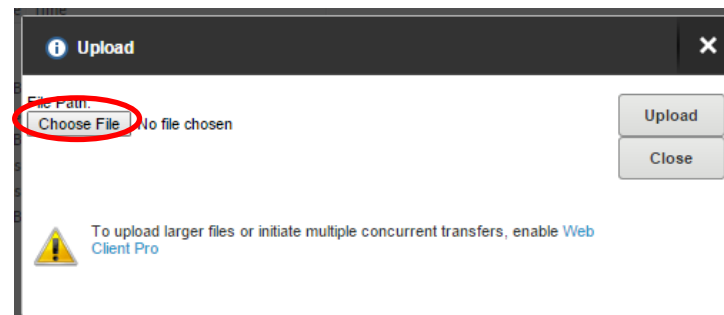 e Time
Upload
File Path:
Choose File No file chosen
Upload
Close
To upload larger files or initiate multiple concurrent transfers, enable Web
Client Pro